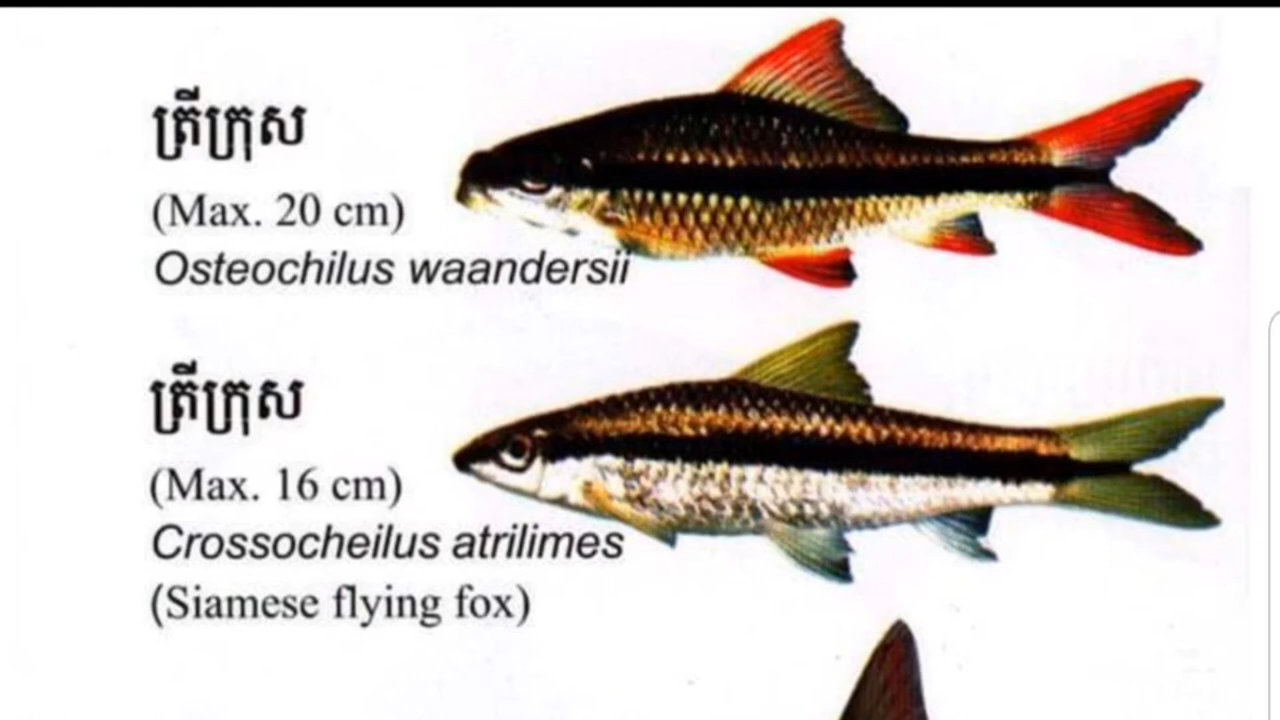 ត្រីក្រុស
(Max. 20 cm)
Osteochilus waandersii
ត្រីក្រុស
(Max. 16 cm)
Crossocheilus atrilimes
(Siamese flying fox)